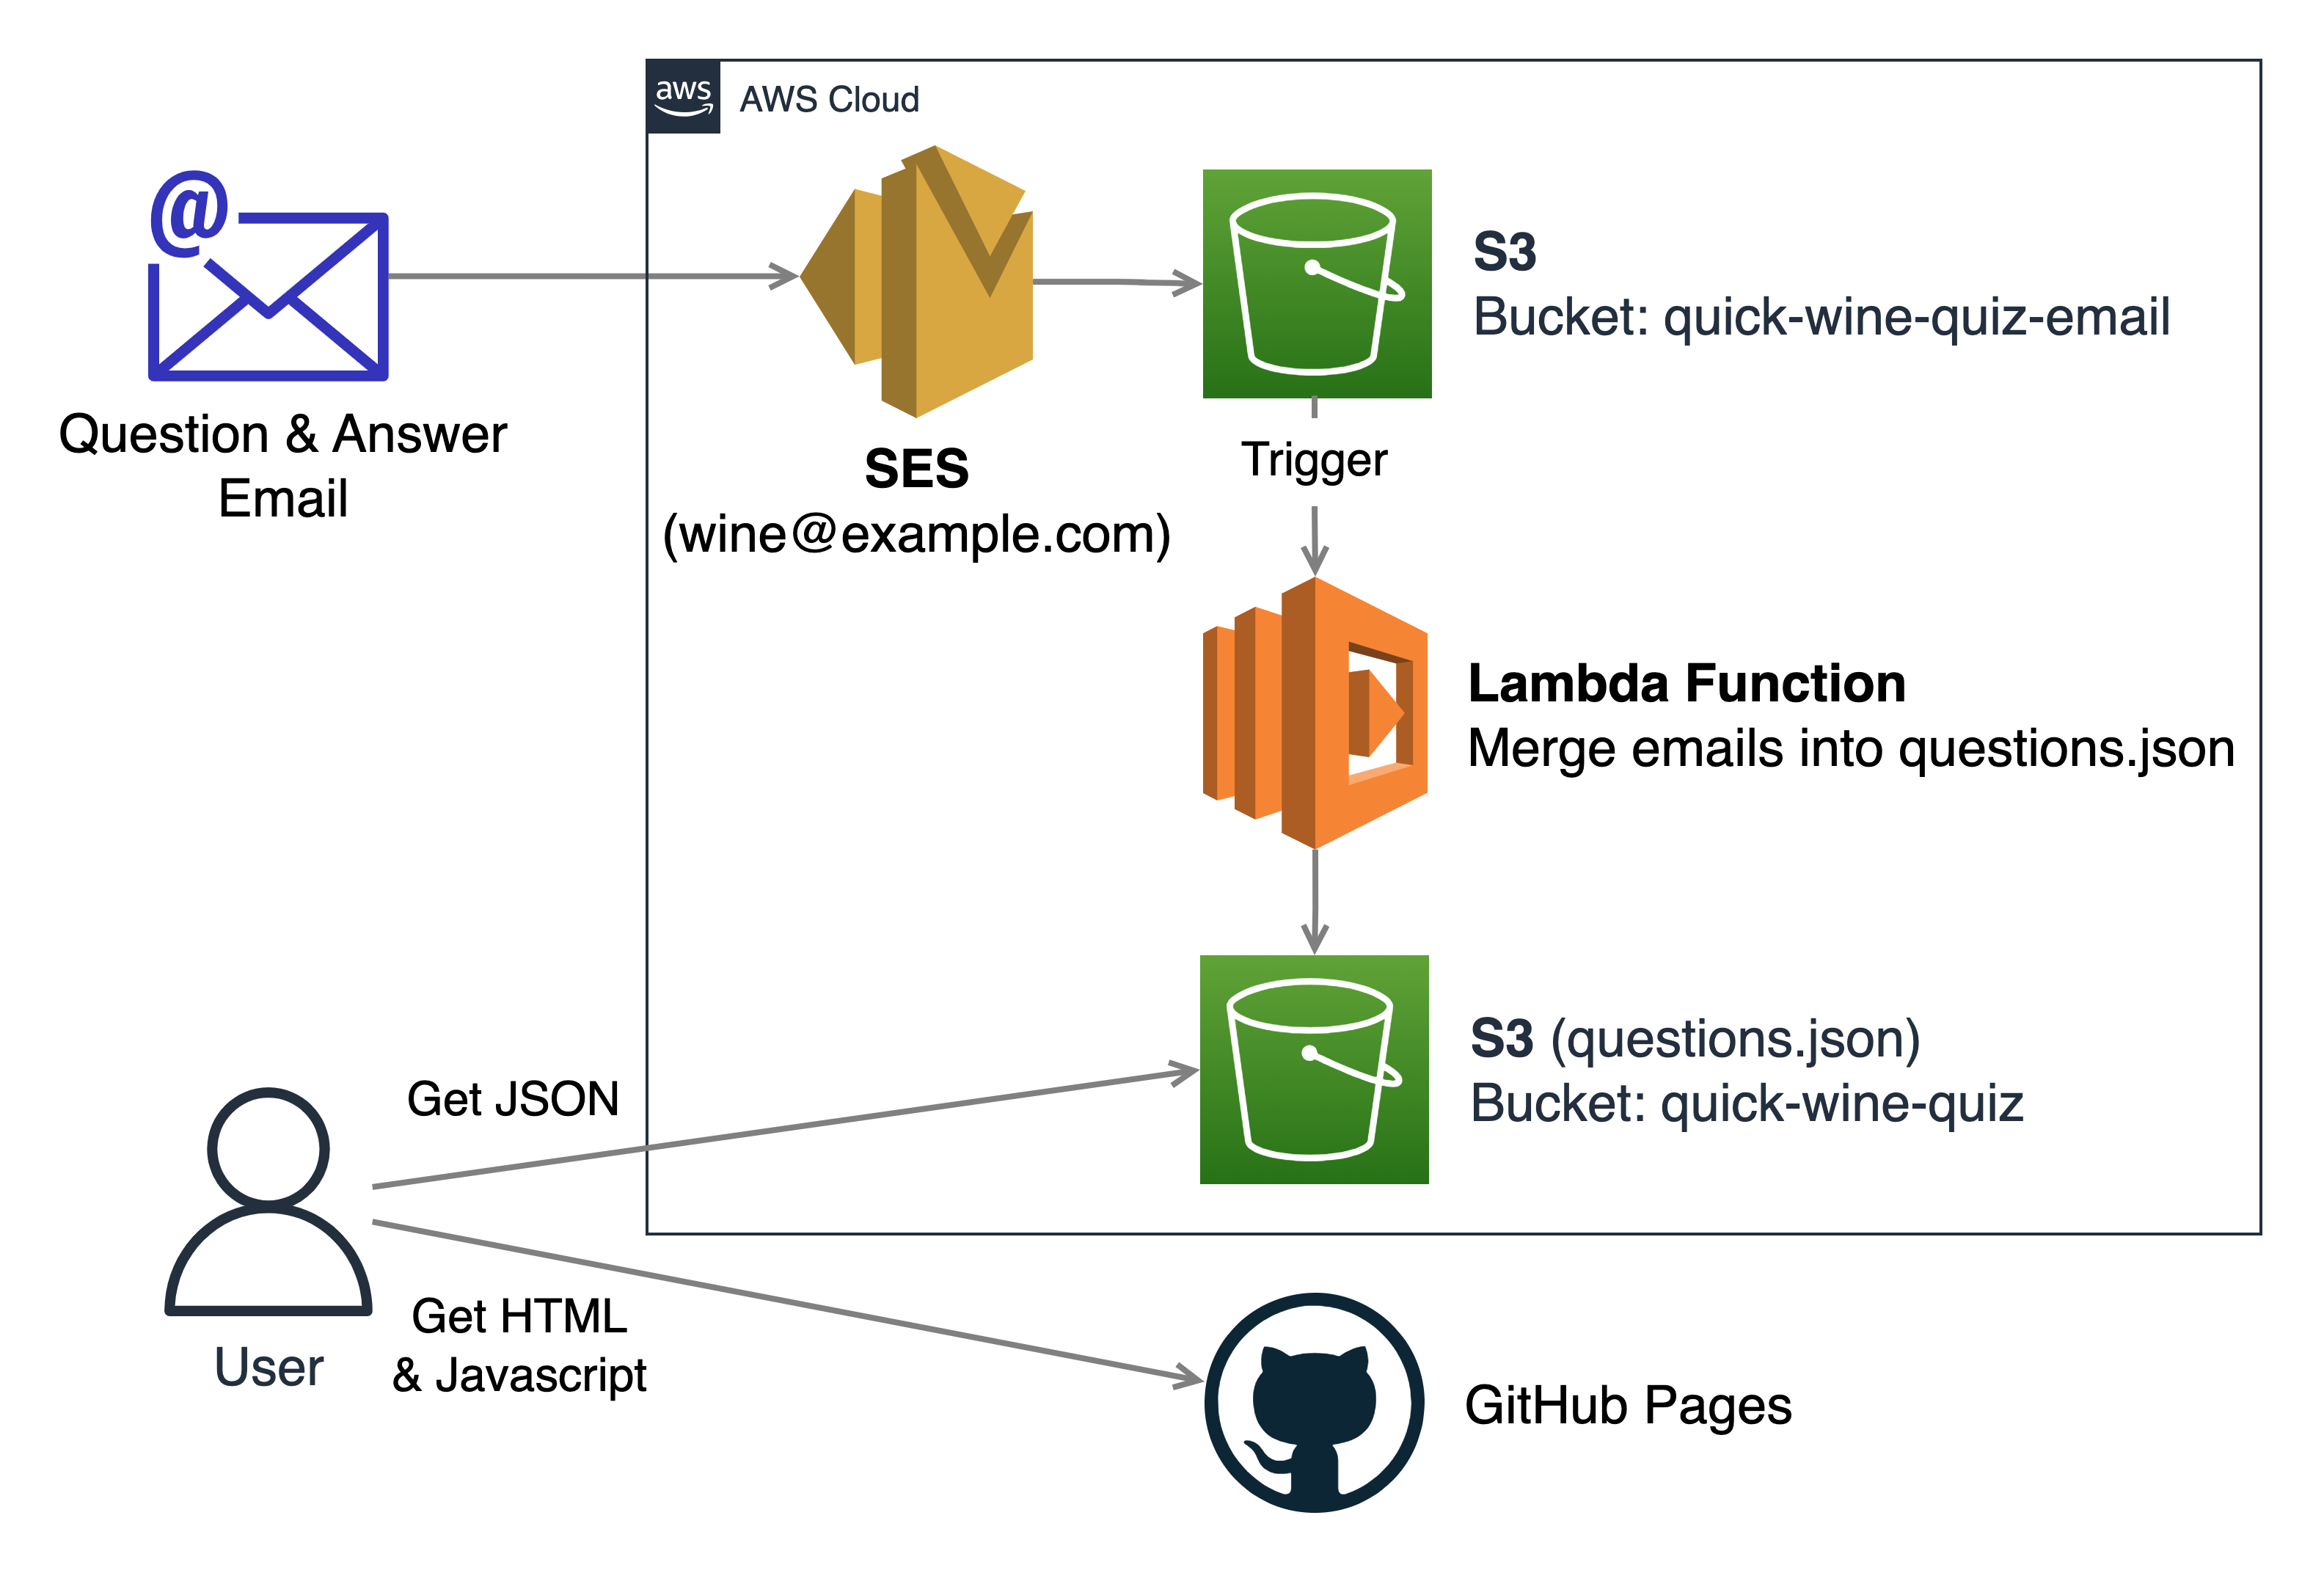 aws
AWS Cloud
@
Question & Answer
Email
SES
(wine@example.com)
S3
Bucket: quick-wine-quiz-email
Trigger
Lambda Function
Merge emails into questions.json
S3 (questions.json)
Bucket: quick-wine-quiz
Get JSON
User
Get HTML
& Javascript
GitHub Pages